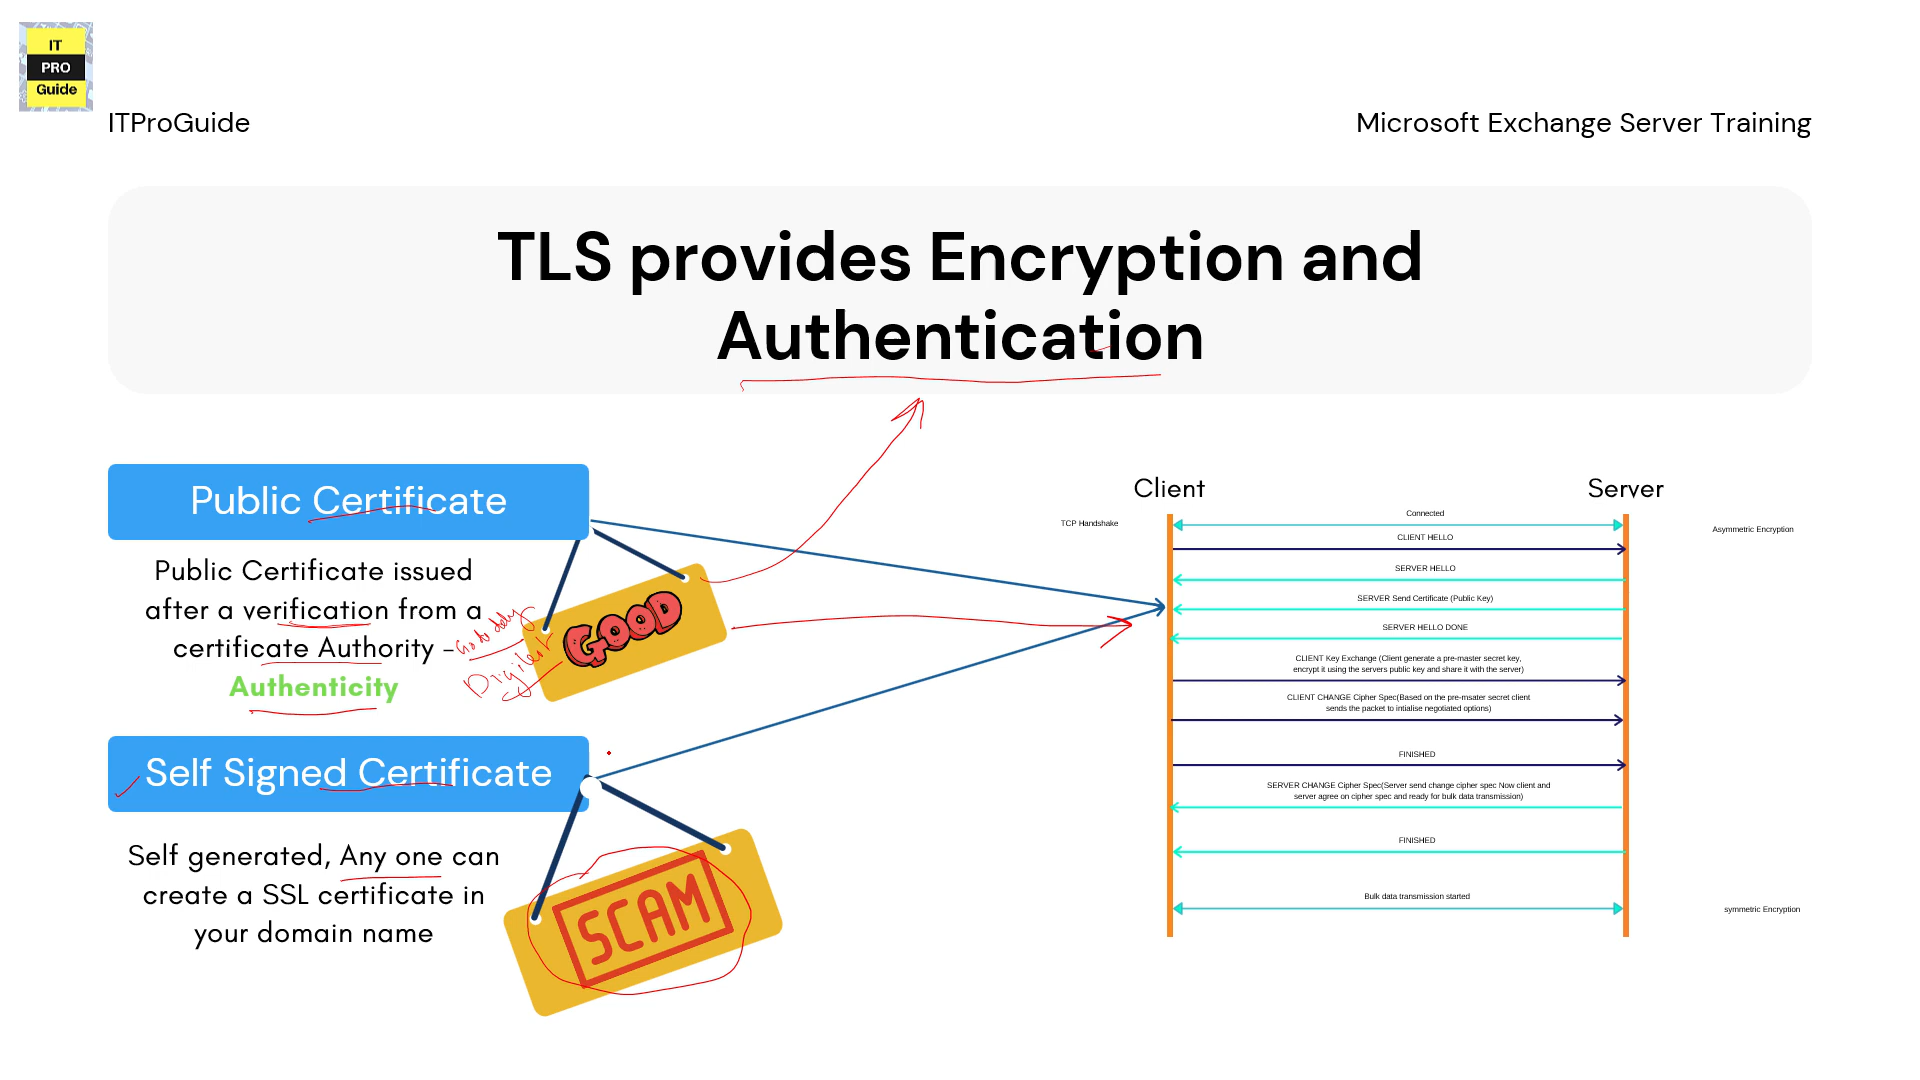 IT
PRO
Guide
ITProGuide
Microsoft Exchange Server Training
TLS provides Encryption and
Authentication
Public Certificate
Public Certificate issued
after a verification from a
certificate Authority -
Authenticity
GOOD
Self Signed Certificate
Self generated, Any one can
create a SSL certificate in
your domain name
SCAM
Client
Server
TCP Handshake
Connected
Asymmetric Encryption
CLIENT HELLO
SERVER HELLO
SERVER Send Certificate (Public Key)
SERVER HELLO DONE
CLIENT Key Exchange (Client generate a pre-master secret key,
encrypt it using the servers public key and share it with the server)
CLIENT CHANGE Cipher Spec(Based on the pre-msater secret client
sends the packet to intialise negotiated options)
FINISHED
SERVER CHANGE Cipher Spec(Server send change cipher spec Now client and
server agree on cipher spec and ready for bulk data transmission)
FINISHED
Bulk data transmission started
symmetric Encryption